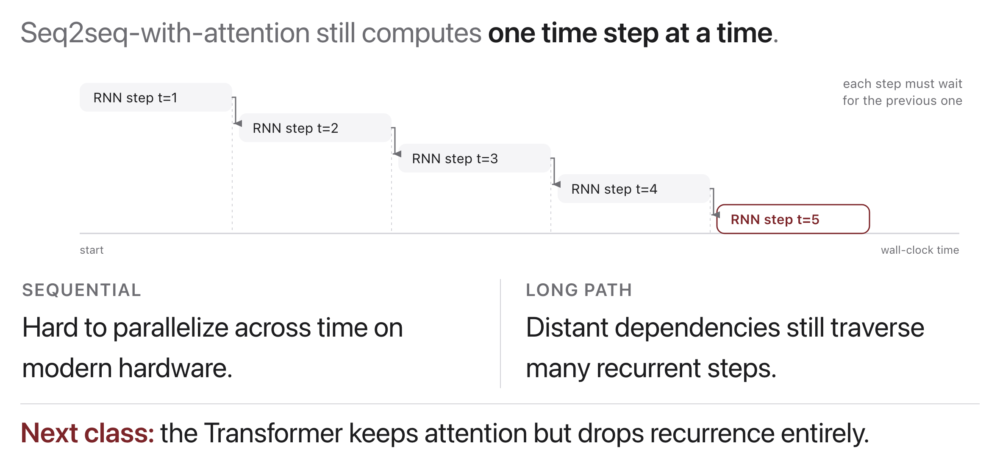 Seq2seq-with-attention still computes one time step at a time.
each step must wait
for the previous one
RNN step t=1
RNN step t=2
RNN step t=3
RNN step t=4
RNN step t=5
start
wall-clock time
SEQUENTIAL
Hard to parallelize across time on
modern hardware.
LONG PATH
Distant dependencies still traverse
many recurrent steps.
Next class: the Transformer keeps attention but drops recurrence entirely.